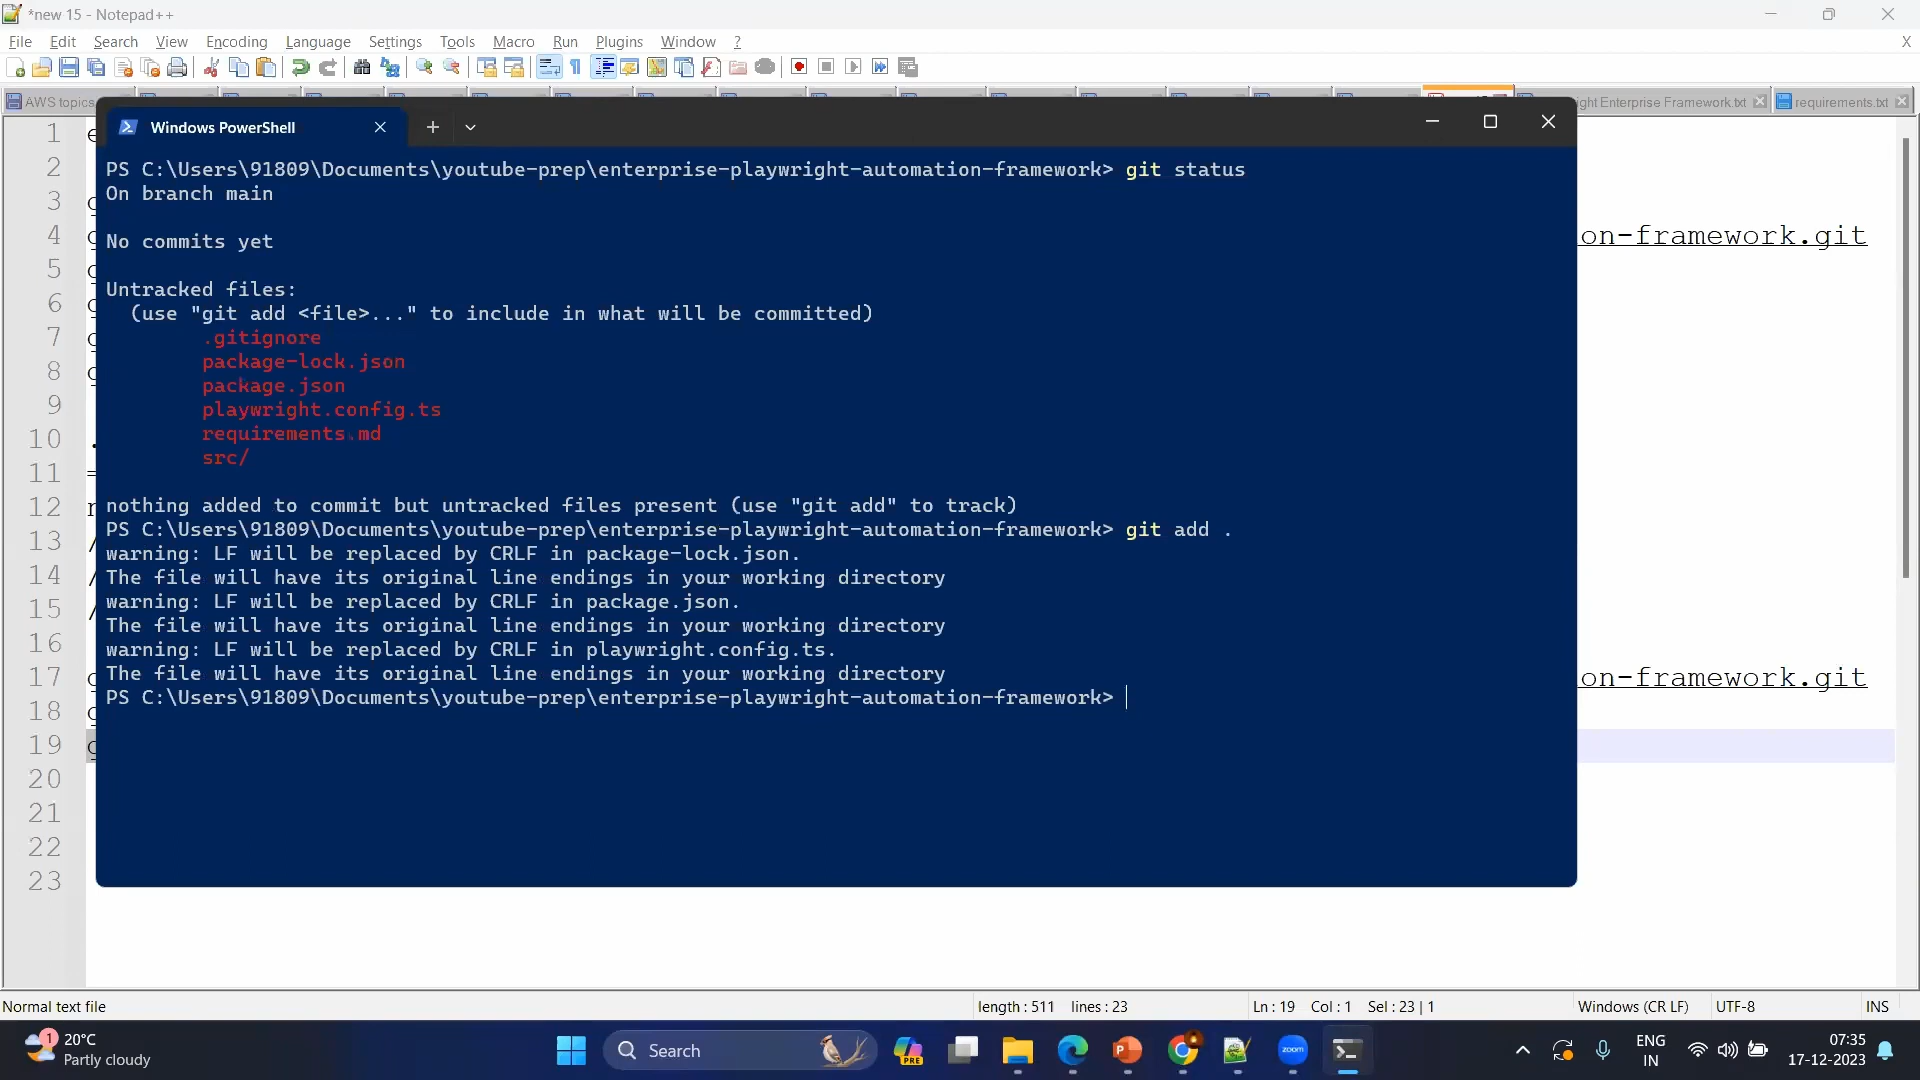 *new 15 - Notepad++
File Edit Search View Encoding Language Settings Tools Macro Run Plugins Window ? X
AWS topics ght Enterprise Framework.txt requirements.txt
Windows PowerShell
PS C:\Users\91809\Documents\youtube-prep\enterprise-playwright-automation-framework> git status
On branch main
No commits yet
Untracked files:
(use "git add <file>..." to include in what will be committed)
.gitignore
package-lock.json
package.json
playwright.config.ts
requirements.md
src/
nothing added to commit but untracked files present (use "git add" to track)
PS C:\Users\91809\Documents\youtube-prep\enterprise-playwright-automation-framework> git add .
warning: LF will be replaced by CRLF in package-lock.json.
The file will have its original line endings in your working directory
warning: LF will be replaced by CRLF in package.json.
The file will have its original line endings in your working directory
warning: LF will be replaced by CRLF in playwright.config.ts.
The file will have its original line endings in your working directory
PS C:\Users\91809\Documents\youtube-prep\enterprise-playwright-automation-framework>
1
2
3
4 on-framework.git
5
6
7
8
9
10
11
12
13
14
15
16
17 on-framework.git
18
19
20
21
22
23
Normal text file length : 511 lines : 23 Ln : 19 Col : 1 Sel : 23 | 1 Windows (CR LF) UTF-8 INS
1 20°C
Partly cloudy
Search
PRE
zoom
ENG
IN
07:35
17-12-2023